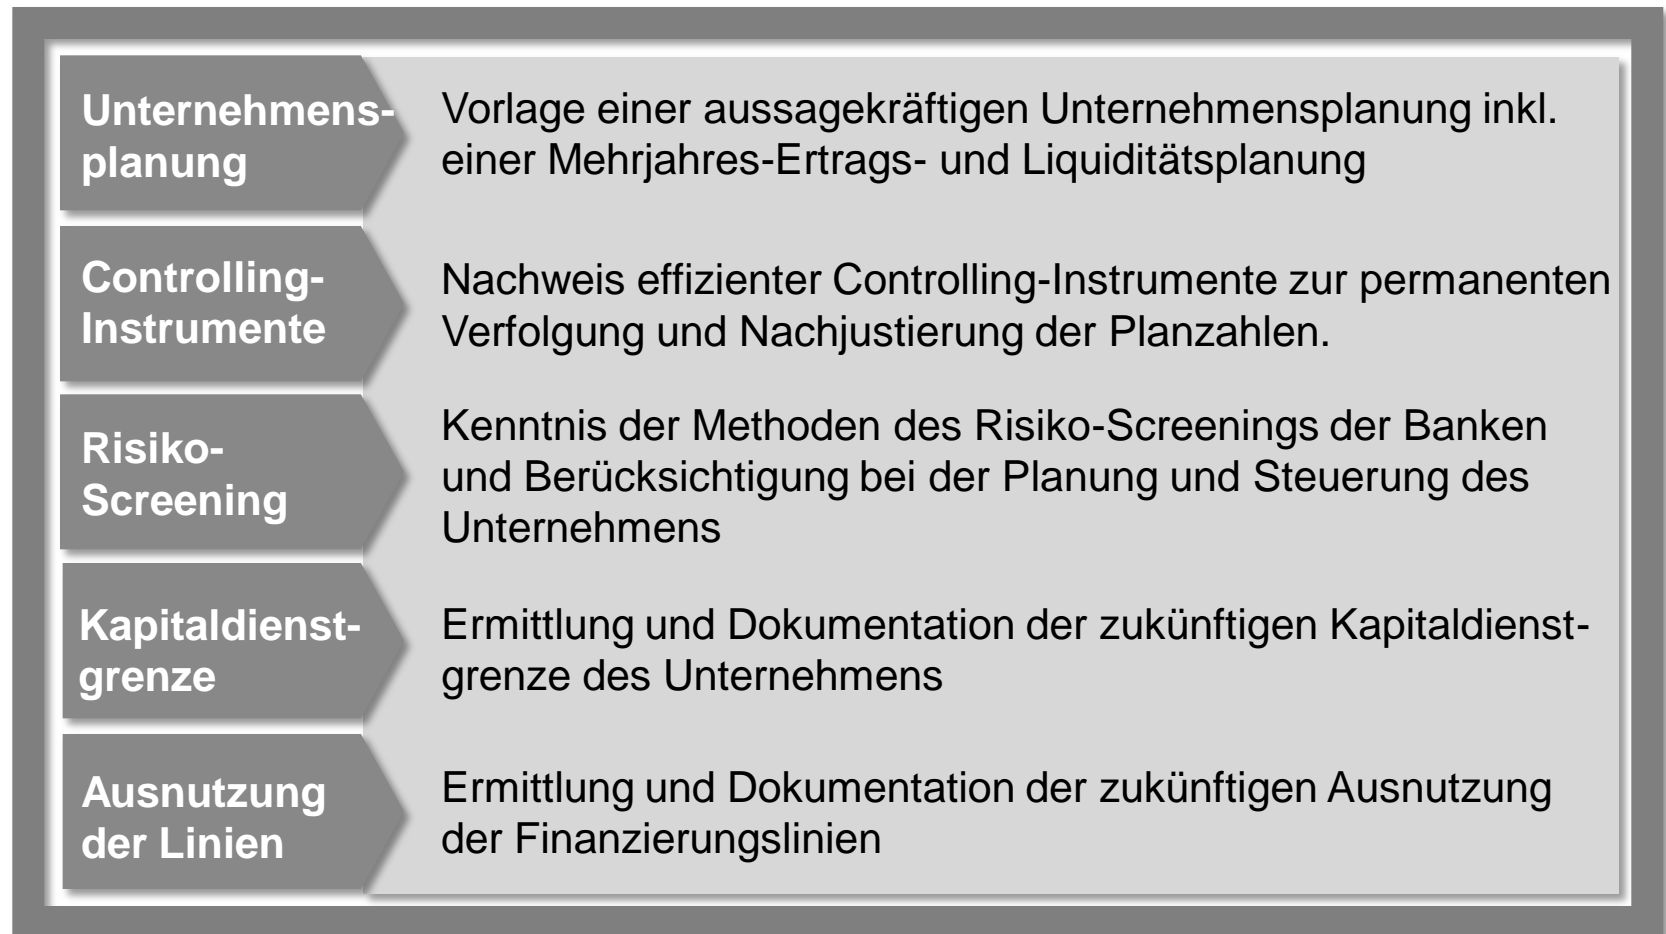 Unternehmens-
planung
Vorlage einer aussagekräftigen Unternehmensplanung inkl.
einer Mehrjahres-Ertrags- und Liquiditätsplanung
Controlling-
Instrumente
Nachweis effizienter Controlling-Instrumente zur permanenten
Verfolgung und Nachjustierung der Planzahlen.
Risiko-
Screening
Kenntnis der Methoden des Risiko-Screenings der Banken
und Berücksichtigung bei der Planung und Steuerung des
Unternehmens
Kapitaldienst-
grenze
Ermittlung und Dokumentation der zukünftigen Kapitaldienst-
grenze des Unternehmens
Ausnutzung
der Linien
Ermittlung und Dokumentation der zukünftigen Ausnutzung
der Finanzierungslinien